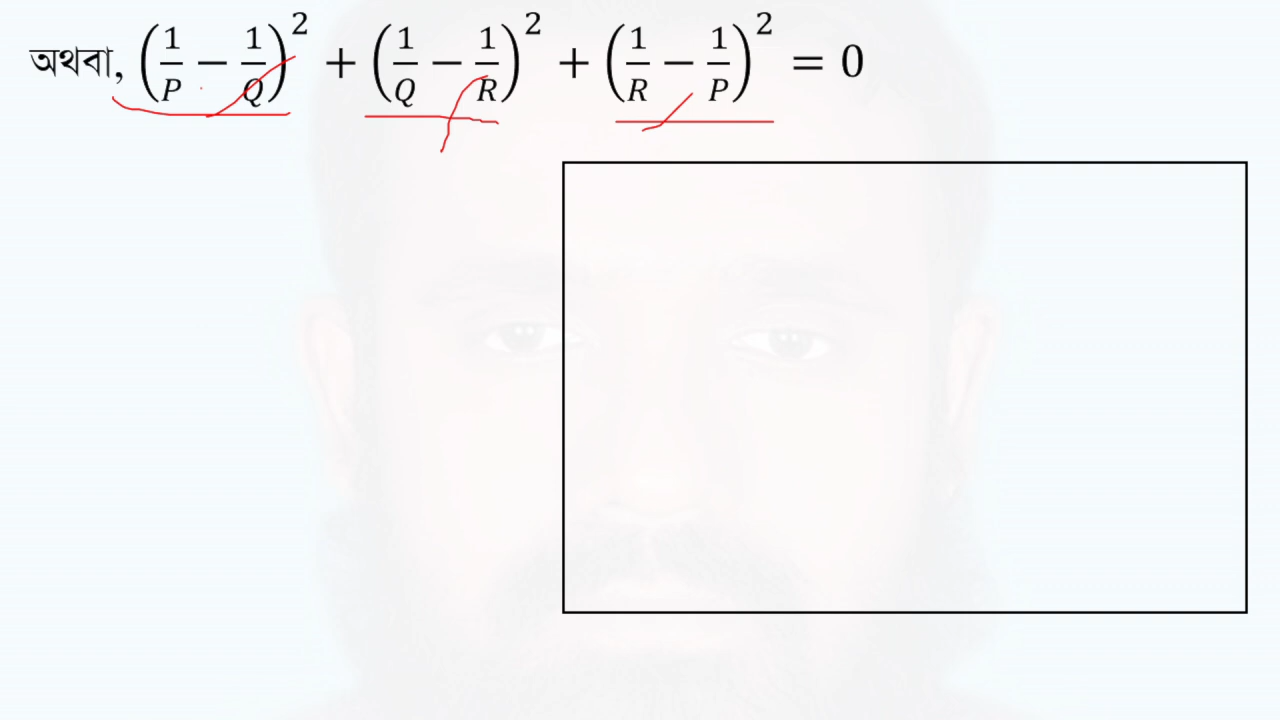 অথবা, (1/P − 1/Q)² + (1/Q − 1/R)² + (1/R − 1/P)² = 0